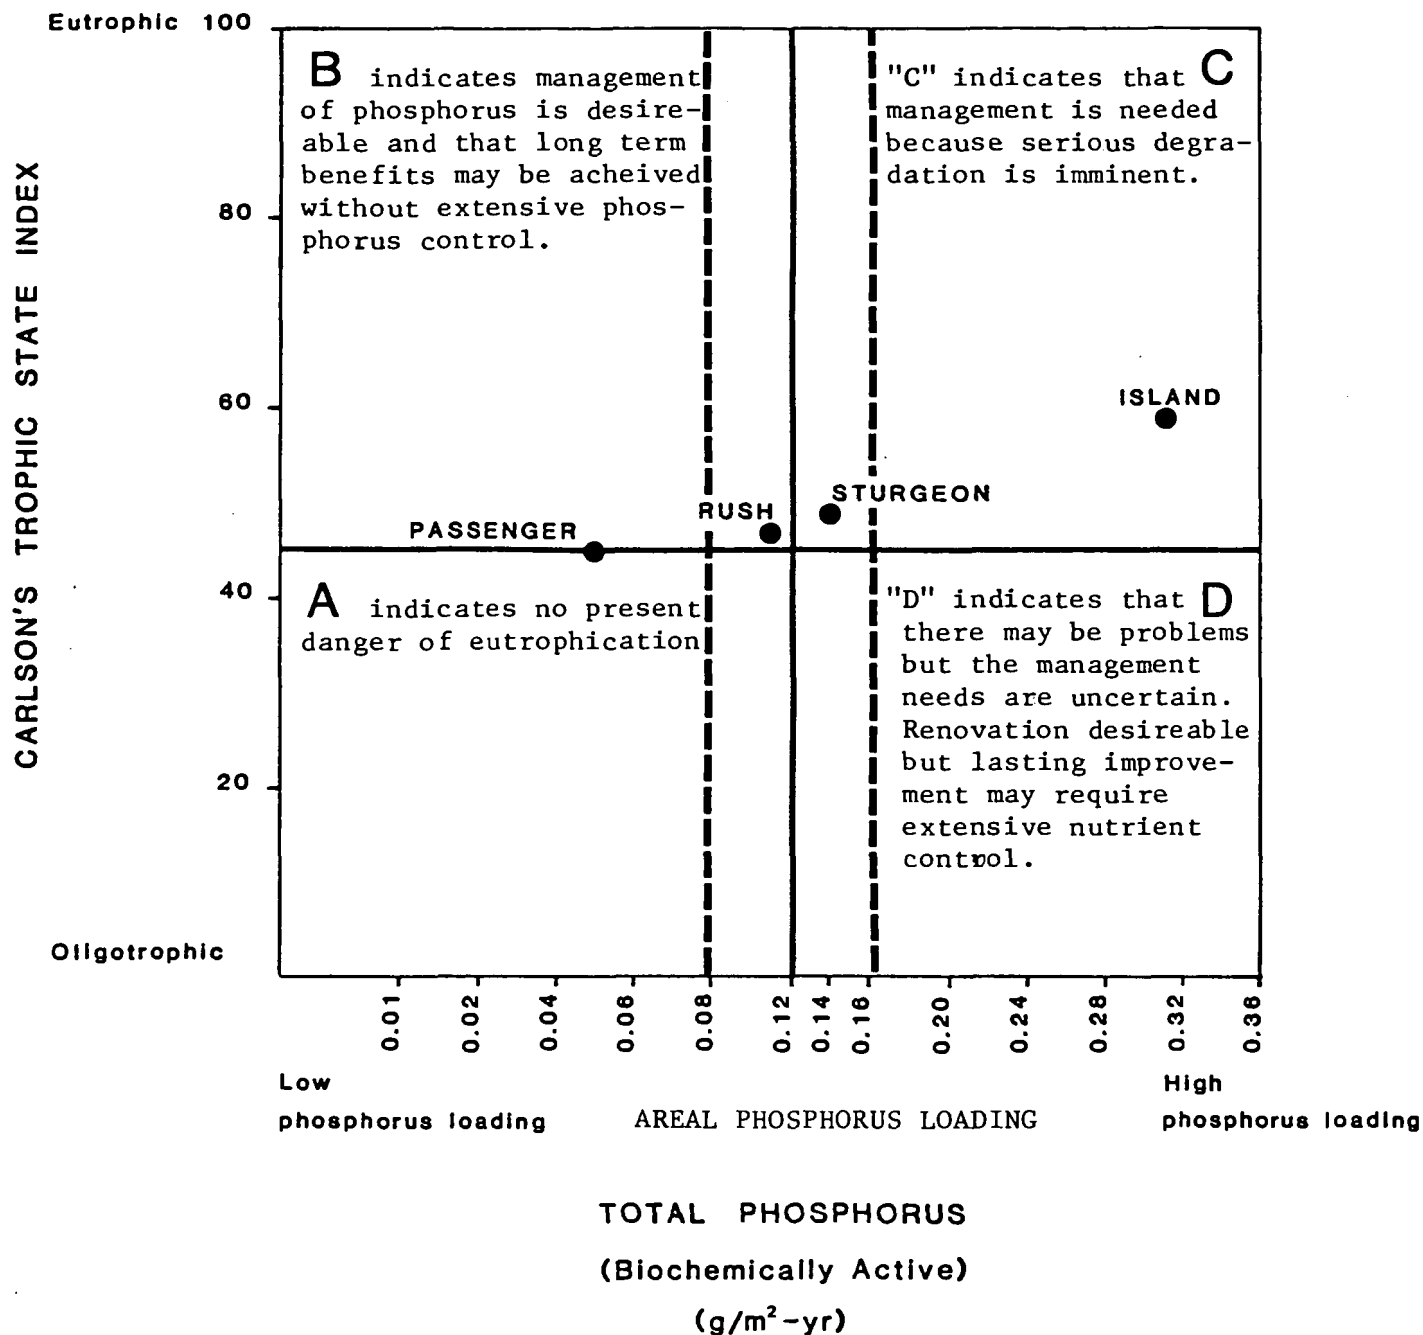 Eutrophic 100
B indicates management
of phosphorus is desire-
able and that long term
benefits may be acheived
without extensive phos-
phorus control.
"C" indicates that C
management is needed
because serious degra-
dation is imminent.
CARLSON'S TROPHIC STATE INDEX
80
60
40
20
Oligotrophic
ISLAND
STURGEON
RUSH
PASSENGER
A indicates no present
danger of eutrophication
"D" indicates that D
there may be problems
but the management
needs are uncertain.
Renovation desireable
but lasting improve-
ment may require
extensive nutrient
control.
0.01 0.02 0.04 0.06 0.08 0.12 0.14 0.16 0.20 0.24 0.28 0.32 0.36
Low
phosphorus loading
AREAL PHOSPHORUS LOADING
High
phosphorus loading
TOTAL PHOSPHORUS
(Biochemically Active)
(g/m²-yr)